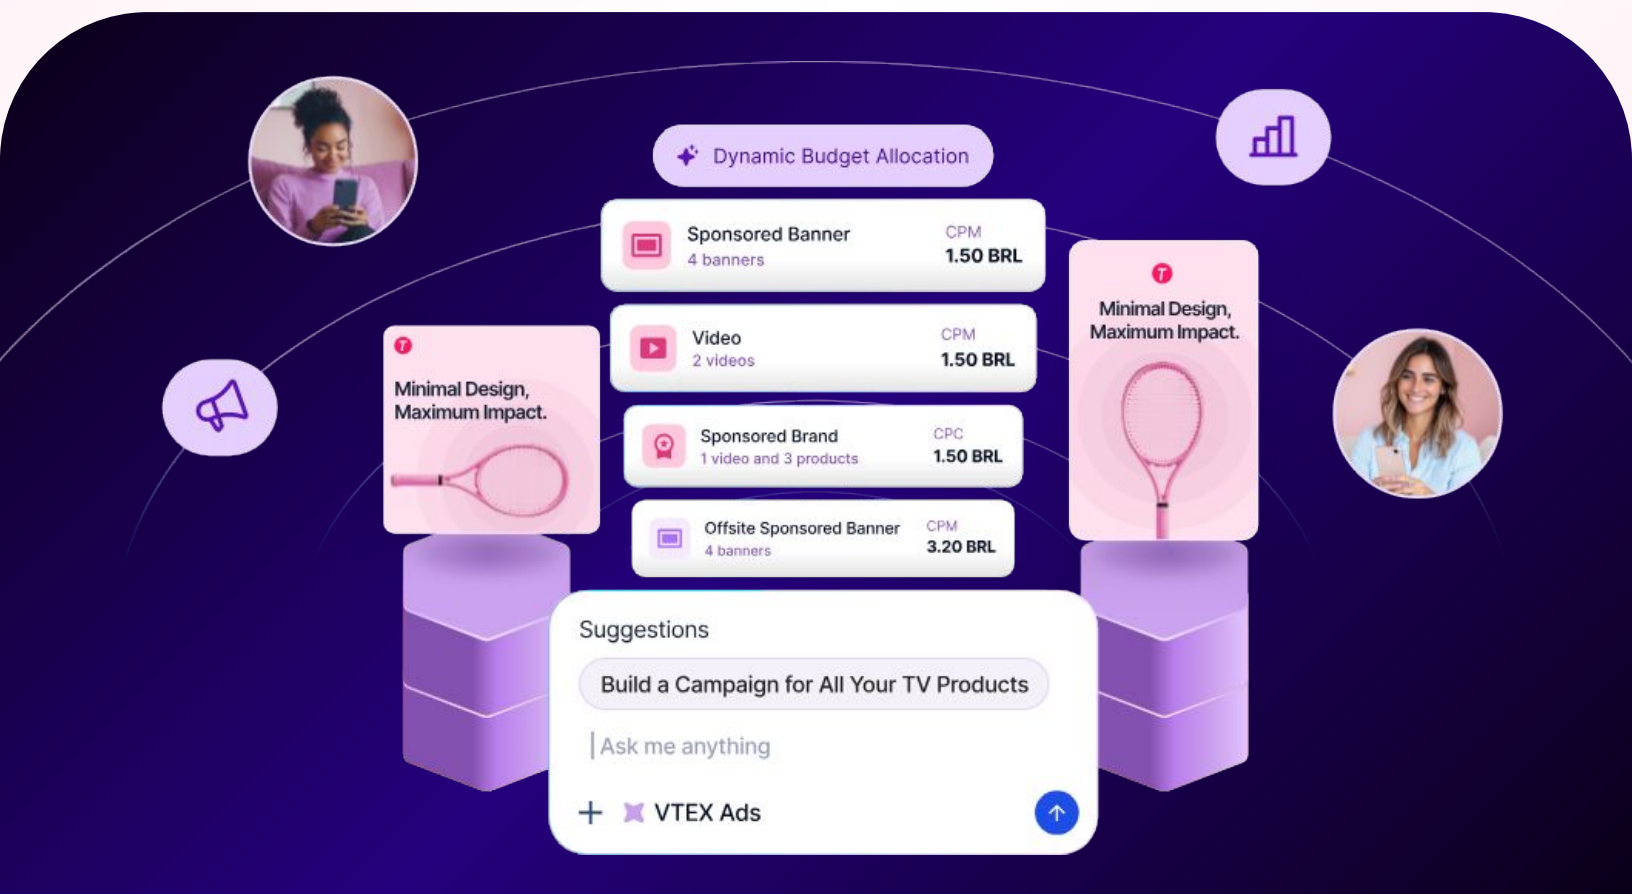 Dynamic Budget Allocation
Sponsored Banner
4 banners
CPM
1.50 BRL
Video
2 videos
CPM
1.50 BRL
Sponsored Brand
1 video and 3 products
CPC
1.50 BRL
Offsite Sponsored Banner
4 banners
CPM
3.20 BRL
T
Minimal Design,
Maximum Impact.
T
Minimal Design,
Maximum Impact.
Suggestions
Build a Campaign for All Your TV Products
Ask me anything
VTEX Ads